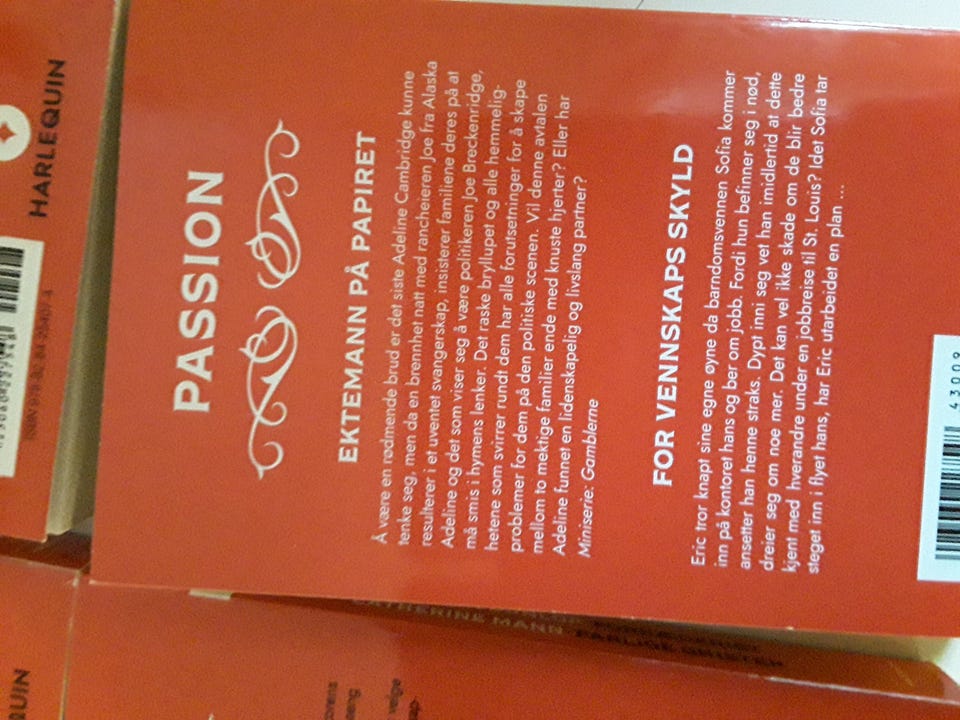 PASSION
EKTEMANN PÅ PAPIRET
Å være en rødmende brud er det siste Adeline Cambridge kunne
tenke seg, men da en brennhet natt med rancheieren Joe fra Alaska
resulterer i et uventet svangerskap, insisterer familiene deres på at
Adeline og det som viser seg å være politikeren Joe Breckenridge,
må smis i hymens lenker. Det raske bryllupet og alle hemmelig-
hetene som svirrer rundt dem har alle forutsetninger for å skape
problemer for dem på den politiske scenen. Vil denne avtalen
mellom to mektige familier ende med knuste hjerter? Eller har
Adeline funnet en lidenskapelig og livslang partner?
Miniserie: Gamblerne
FOR VENNSKAPS SKYLD
Eric tror knapt sine egne øyne da barndomsvennen Sofia kommer
inn på kontoret hans og ber om jobb. Fordi hun befinner seg i nød,
ansetter han henne straks. Dypt inni seg vet han imidlertid at dette
dreier seg om noe mer. Det kan vel ikke skade om de blir bedre
kjent med hverandre under en jobbreise til St. Louis? Idet Sofia tar
steget inn i flyet hans, har Eric utarbeidet en plan ...
43009
HARLEQUIN
CATHERINE MANN
FARLIGE GNISTER
QUIN